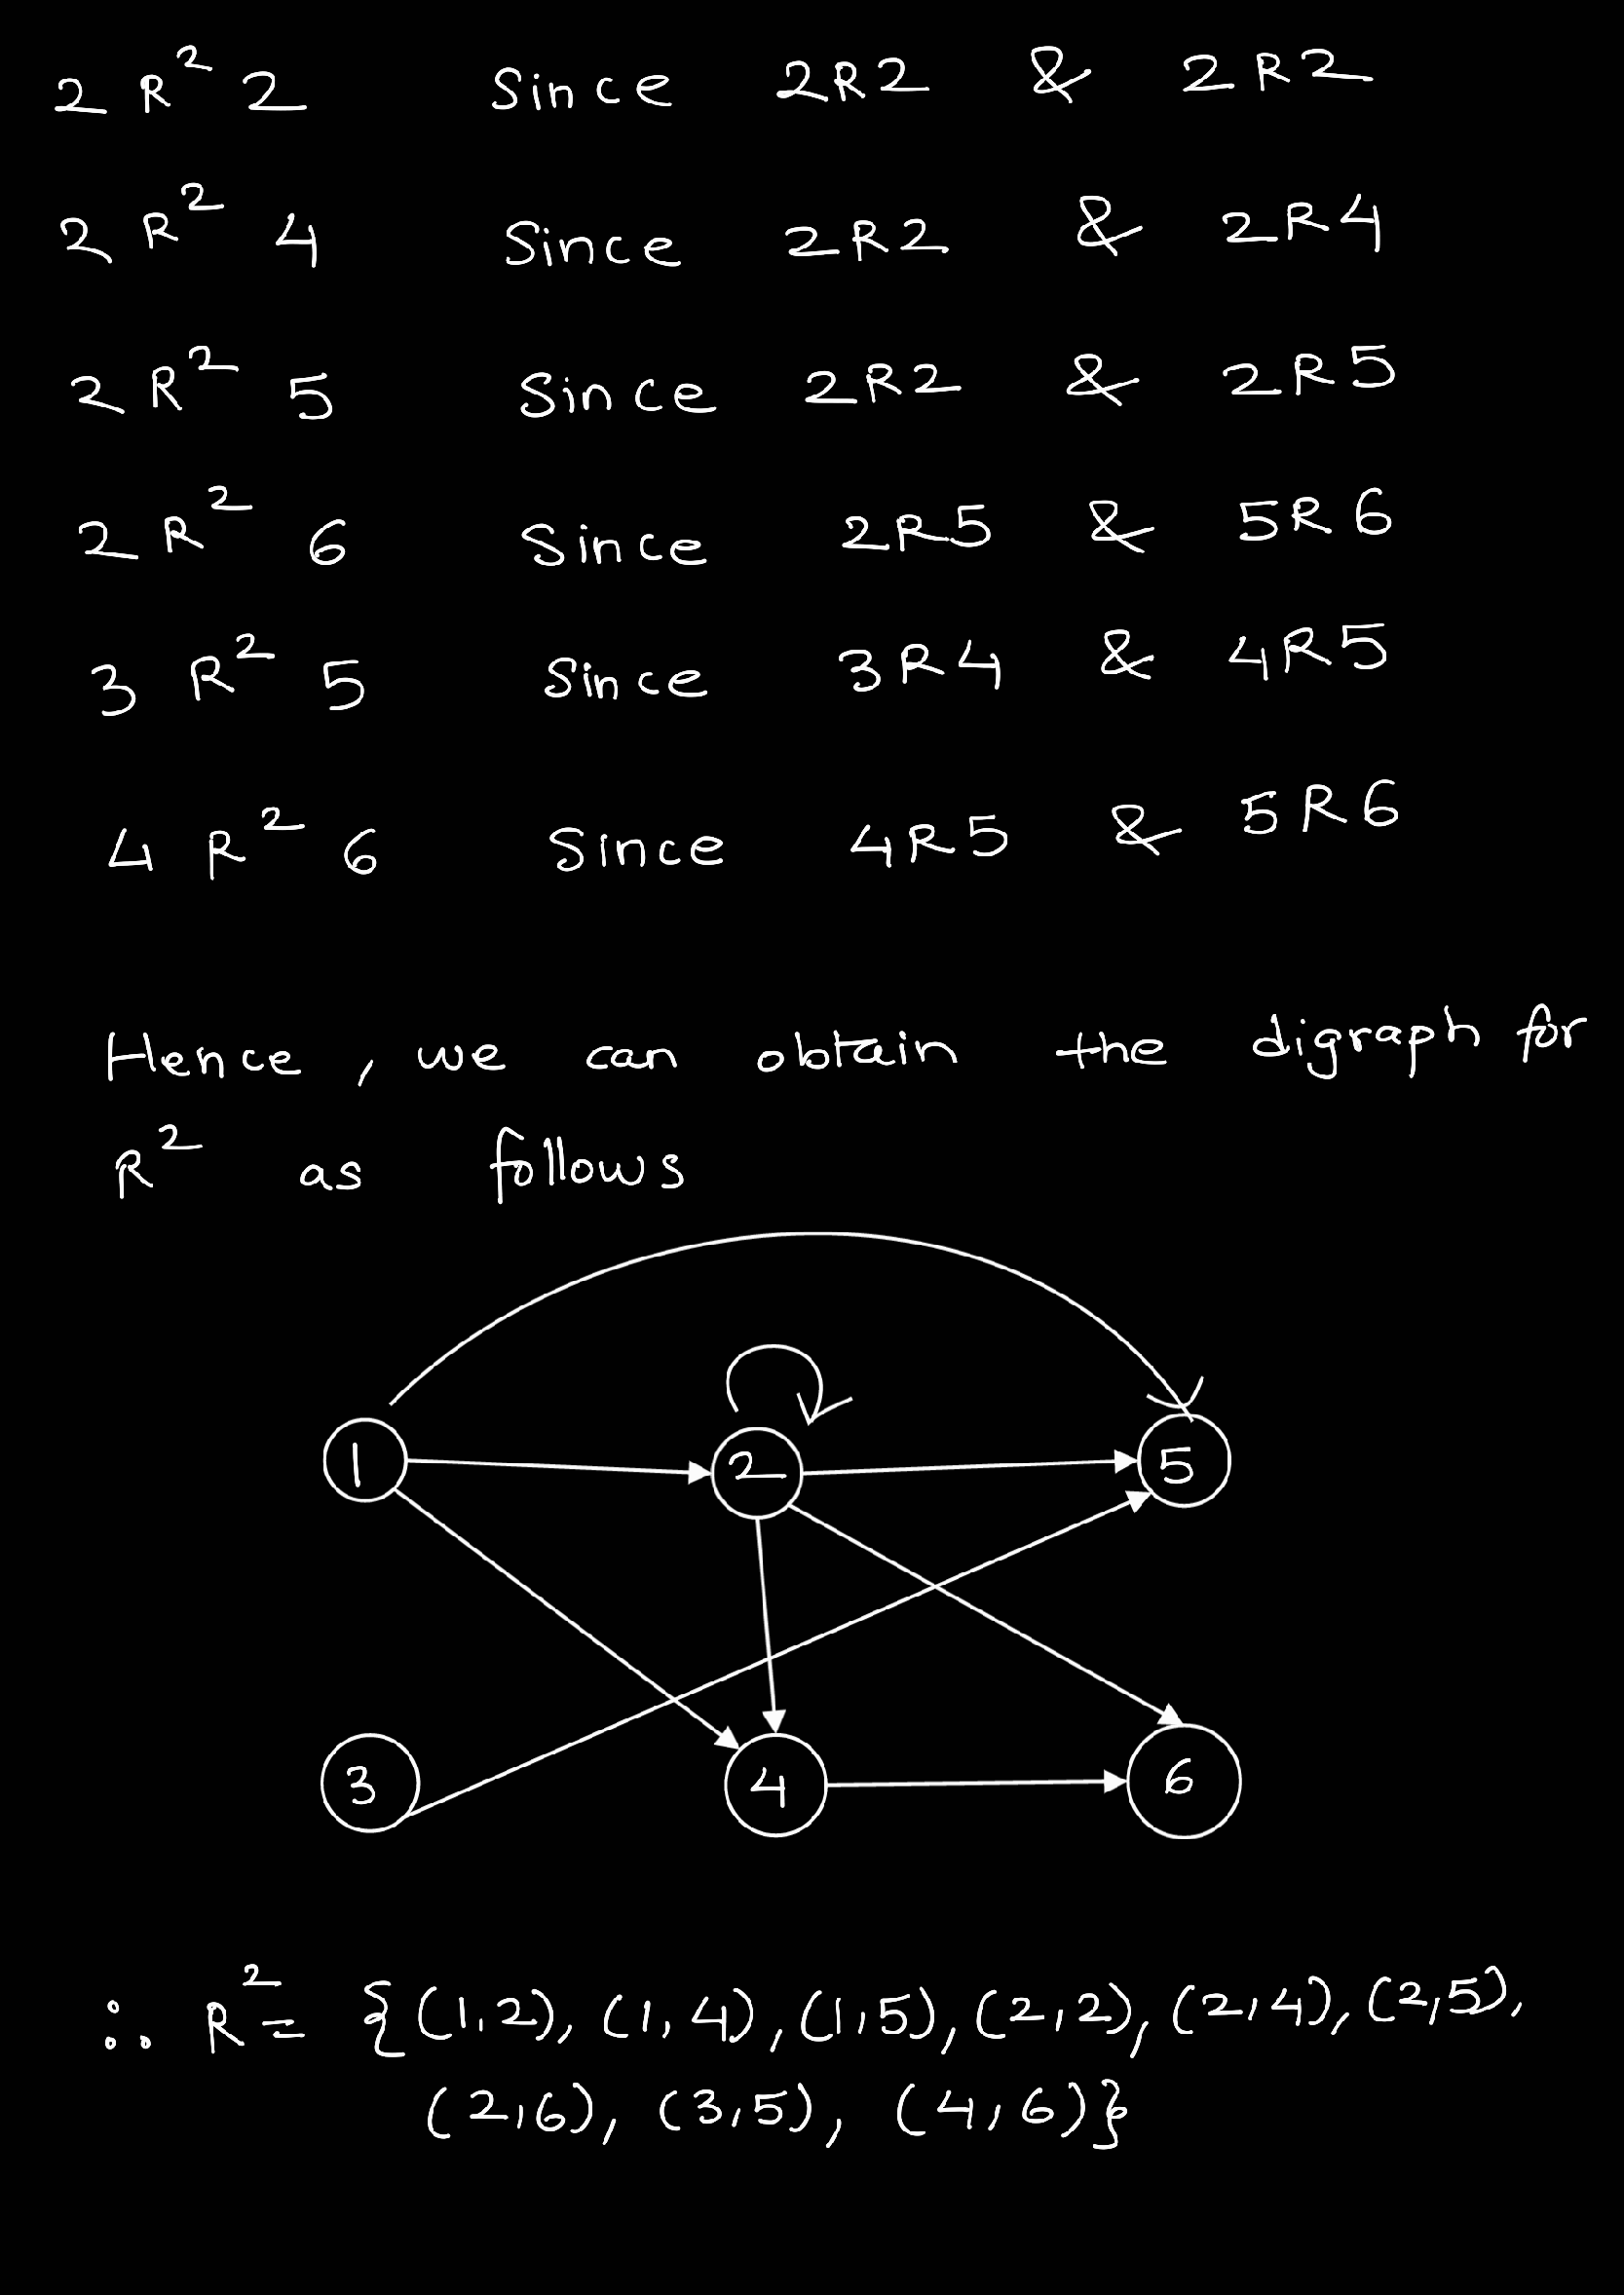 2 R² 2 Since 2R2 & 2R2
2 R² 4 Since 2R2 & 2R4
2 R² 5 Since 2R2 & 2R5
2 R² 6 Since 2R5 & 5R6
3 R² 5 Since 3R4 & 4R5
4 R² 6 Since 4R5 & 5R6
Hence, we can obtain the digraph for
R² as follows
1 2 5
3 4 6
∴ R² = {(1,2), (1,4), (1,5), (2,2), (2,4), (2,5),
(2,6), (3,5), (4,6)}